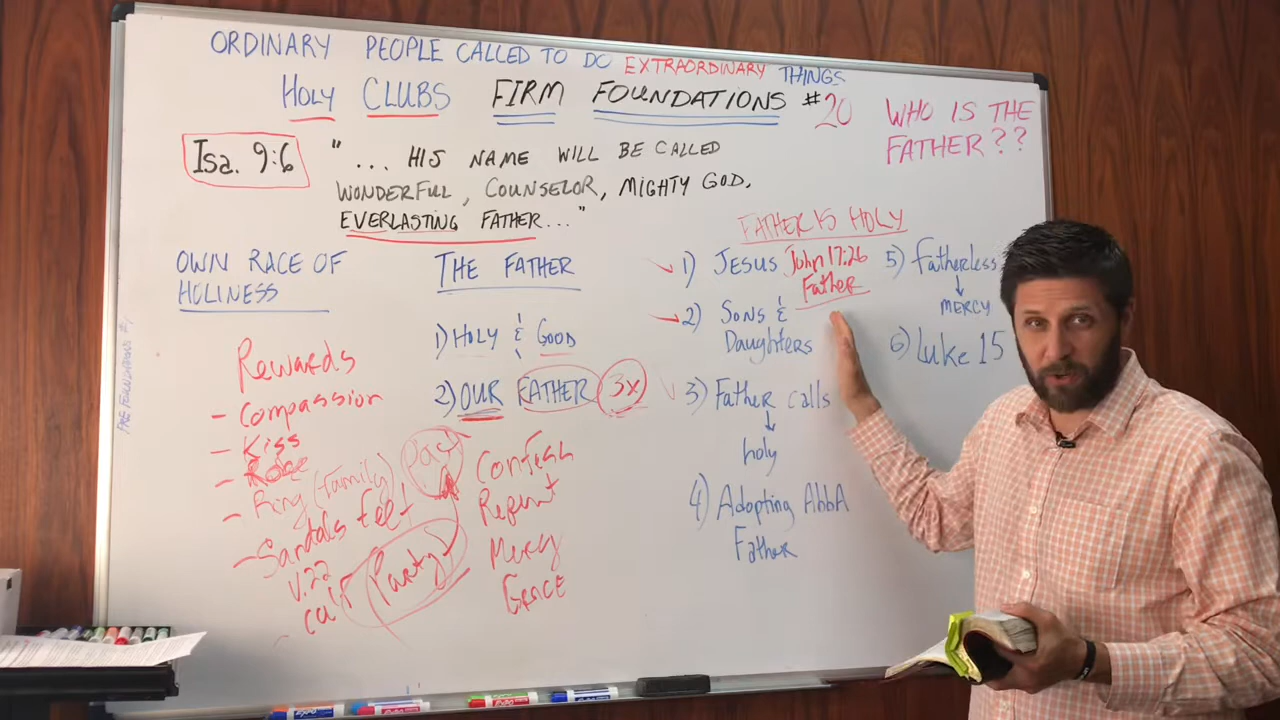 ORDINARY PEOPLE CALLED TO DO EXTRAORDINARY THINGS
HOLY CLUBS FIRM FOUNDATIONS #20
WHO IS THE
FATHER??
Isa. 9:6
"... HIS NAME WILL BE CALLED
WONDERFUL, COUNSELOR, MIGHTY GOD,
EVERLASTING FATHER..."
OWN RACE OF
HOLINESS
Rewards
- Compassion
- Kiss
- Robe
- Ring (family)
- Sandals feet
V.22
- calf
Party
THE FATHER
1) HOLY & GOOD
2) OUR FATHER 3x
Confess
Repent
Mercy
GRACE
FATHER IS HOLY
1) JESUS John 17:26
Father
2) SONS &
Daughters
3) Father calls
holy
4) Adopting AbbA
Father
5) Fatherless
MERCY
6) Luke 15
EXPO